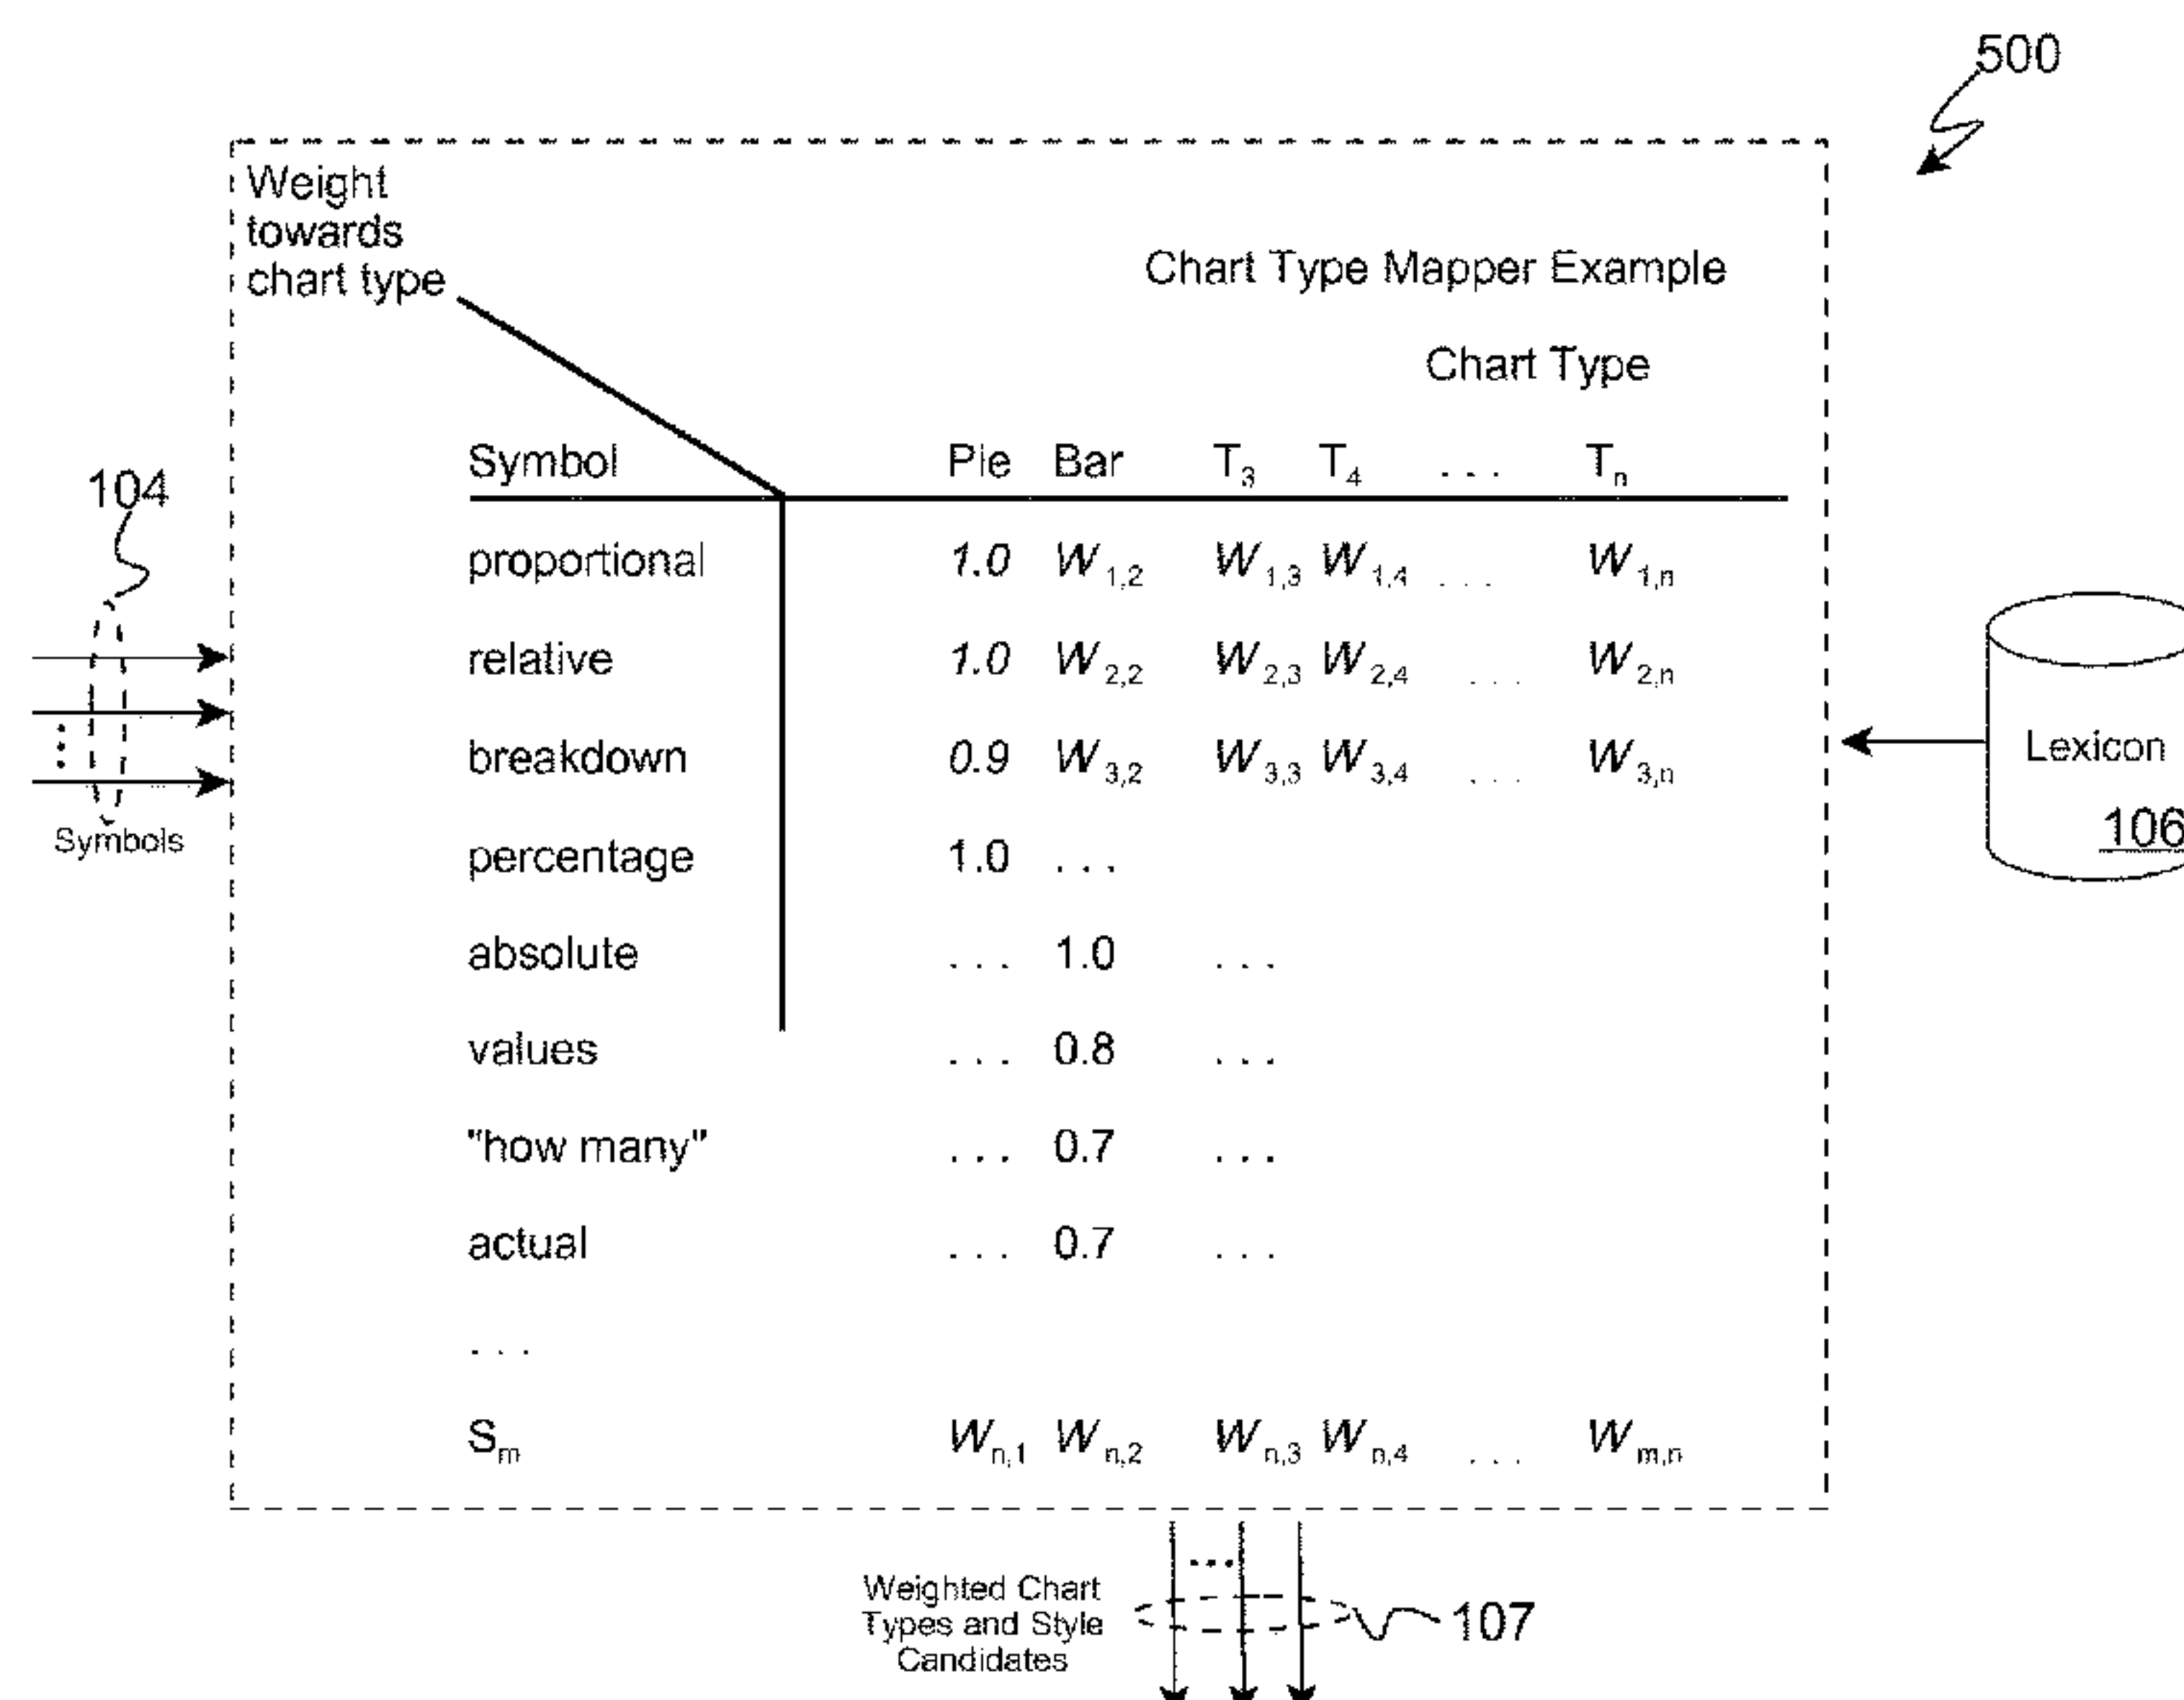 500
Weight
towards
chart type
Chart Type Mapper Example
Chart Type
Symbol Pie Bar T3 T4 ... Tn
104
proportional 1.0 W1,2 W1,3 W1,4 ... W1,n
relative 1.0 W2,2 W2,3 W2,4 ... W2,n
breakdown 0.9 W3,2 W3,3 W3,4 ... W3,n
Lexicon
106
Symbols
percentage 1.0 ...
absolute ... 1.0 ...
values ... 0.8 ...
"how many" ... 0.7 ...
actual ... 0.7 ...
...
Sm Wn,1 Wn,2 Wn,3 Wn,4 ... Wm,n
...
Weighted Chart
Types and Style
Candidates
107